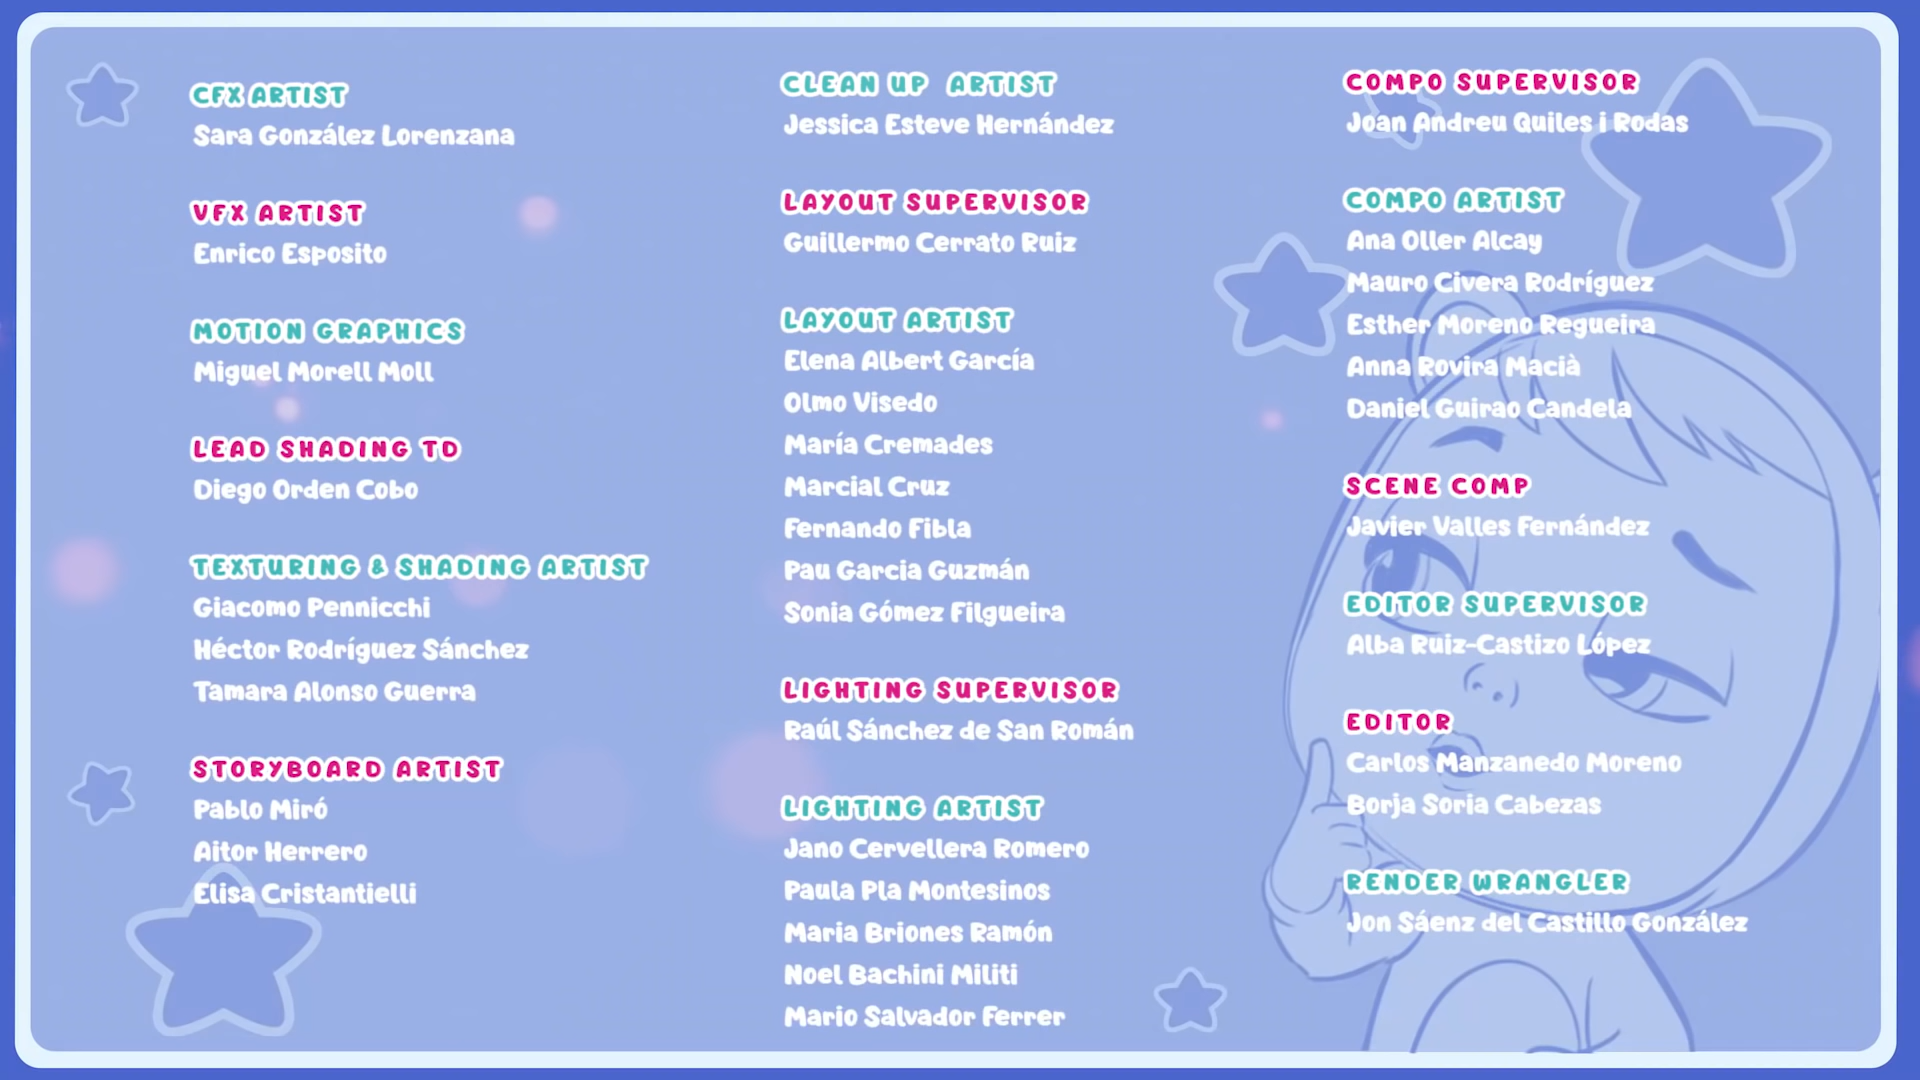 CFX ARTIST
Sara González Lorenzana
VFX ARTIST
Enrico Esposito
MOTION GRAPHICS
Miguel Morell Moll
LEAD SHADING TD
Diego Orden Cobo
TEXTURING & SHADING ARTIST
Giacomo Pennicchi
Héctor Rodríguez Sánchez
Tamara Alonso Guerra
STORYBOARD ARTIST
Pablo Miró
Aitor Herrero
Elisa Cristantielli
CLEAN UP ARTIST
Jessica Esteve Hernández
LAYOUT SUPERVISOR
Guillermo Cerrato Ruiz
LAYOUT ARTIST
Elena Albert García
Olmo Visedo
María Cremades
Marcial Cruz
Fernando Fibla
Pau Garcia Guzmán
Sonia Gómez Filgueira
LIGHTING SUPERVISOR
Raúl Sánchez de San Román
LIGHTING ARTIST
Jano Cervellera Romero
Paula Pla Montesinos
Maria Briones Ramón
Noel Bachini Militi
Mario Salvador Ferrer
COMPO SUPERVISOR
Joan Andreu Quiles i Rodas
COMPO ARTIST
Ana Oller Alcay
Mauro Civera Rodríguez
Esther Moreno Regueira
Anna Rovira Macià
Daniel Guirao Candela
SCENE COMP
Javier Valles Fernández
EDITOR SUPERVISOR
Alba Ruiz-Castizo López
EDITOR
Carlos Manzanedo Moreno
Borja Soria Cabezas
RENDER WRANGLER
Jon Sáenz del Castillo González